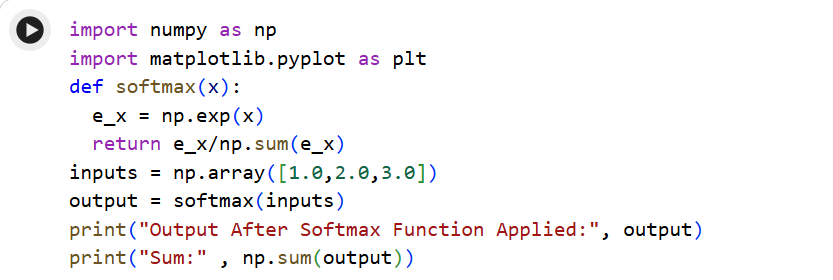 import numpy as np
import matplotlib.pyplot as plt
def softmax(x):
  e_x = np.exp(x)
  return e_x/np.sum(e_x)
inputs = np.array([1.0,2.0,3.0])
output = softmax(inputs)
print("Output After Softmax Function Applied:", output)
print("Sum:" , np.sum(output))